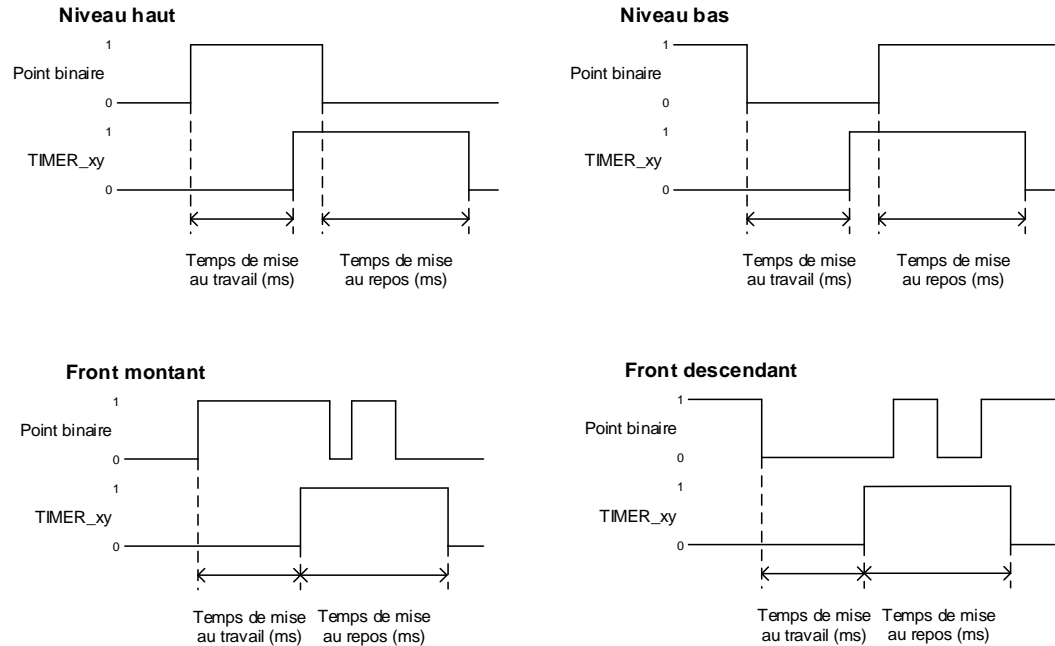 Niveau haut
1
Point binaire
0
1
TIMER_xy
0
Temps de mise
au travail (ms)
Temps de mise
au repos (ms)
Niveau bas
1
Point binaire
0
1
TIMER_xy
0
Temps de mise
au travail (ms)
Temps de mise
au repos (ms)
Front montant
1
Point binaire
0
1
TIMER_xy
0
Temps de mise
au travail (ms)
Temps de mise
au repos (ms)
Front descendant
1
Point binaire
0
1
TIMER_xy
0
Temps de mise
au travail (ms)
Temps de mise
au repos (ms)